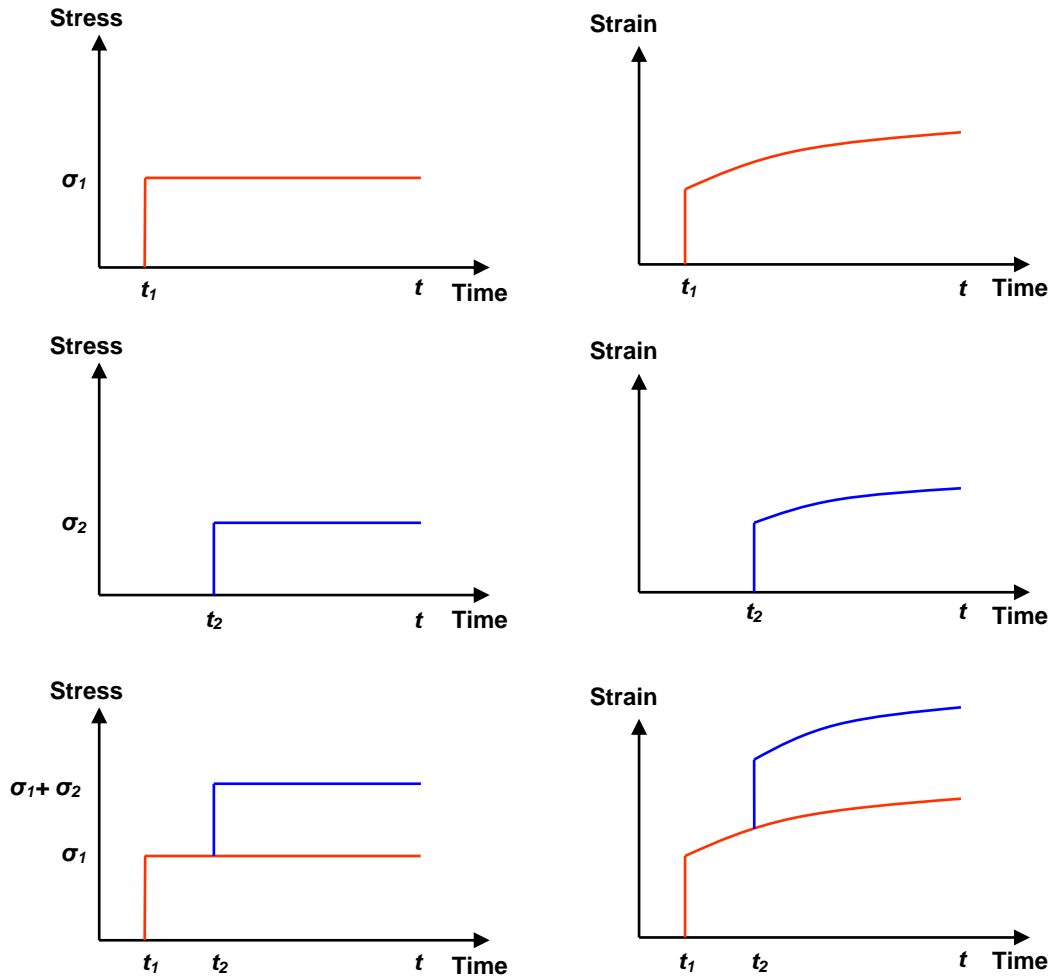 Stress
Strain
σ1
t1
t
Time
t1
t
Time
Stress
Strain
σ2
t2
t
Time
t2
t
Time
Stress
Strain
σ1+ σ2
σ1
t1
t2
t
Time
t1
t2
t
Time